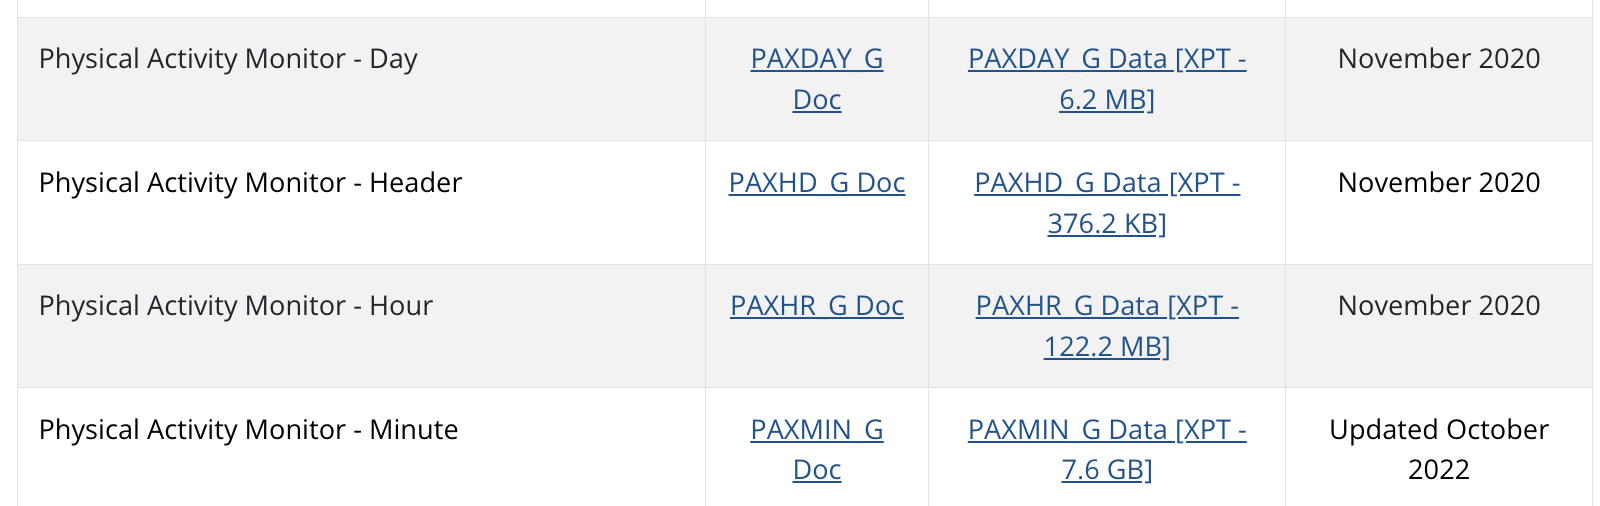 Physical Activity Monitor - Day
PAXDAY_G
Doc
PAXDAY_G Data [XPT -
6.2 MB]
November 2020
Physical Activity Monitor - Header
PAXHD_G Doc
PAXHD_G Data [XPT -
376.2 KB]
November 2020
Physical Activity Monitor - Hour
PAXHR_G Doc
PAXHR_G Data [XPT -
122.2 MB]
November 2020
Physical Activity Monitor - Minute
PAXMIN_G
Doc
PAXMIN_G Data [XPT -
7.6 GB]
Updated October
2022